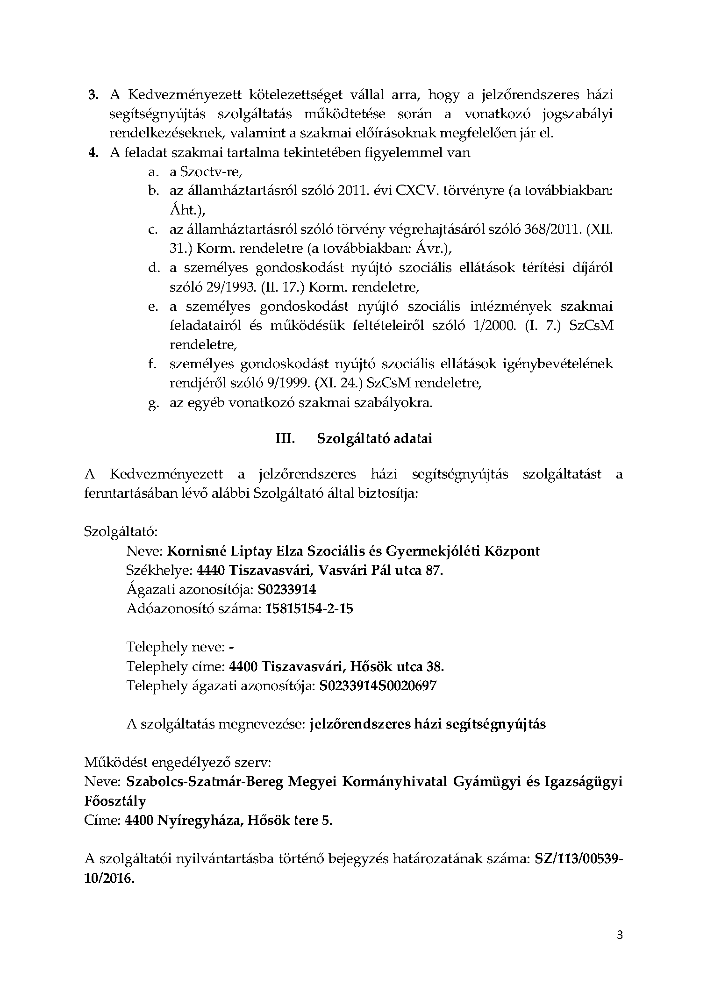 3. A Kedvezményezett kötelezettséget vállal arra, hogy a jelzőrendszeres házi
segítségnyújtás szolgáltatás működtetése során a vonatkozó jogszabályi
rendelkezéseknek, valamint a szakmai előírásoknak megfelelően jár el.
4. A feladat szakmai tartalma tekintetében figyelemmel van
a. a Szoctv-re,
b. az államháztartásról szóló 2011. évi CXCV. törvényre (a továbbiakban:
Áht.),
c. az államháztartásról szóló törvény végrehajtásáról szóló 368/2011. (XII.
31.) Korm. rendeletre (a továbbiakban: Ávr.),
d. a személyes gondoskodást nyújtó szociális ellátások térítési díjáról
szóló 29/1993. (II. 17.) Korm. rendeletre,
e. a személyes gondoskodást nyújtó szociális intézmények szakmai
feladatairól és működésük feltételeiről szóló 1/2000. (I. 7.) SzCsM
rendeletre,
f. személyes gondoskodást nyújtó szociális ellátások igénybevételének
rendjéről szóló 9/1999. (XI. 24.) SzCsM rendeletre,
g. az egyéb vonatkozó szakmai szabályokra.
III. Szolgáltató adatai
A Kedvezményezett a jelzőrendszeres házi segítségnyújtás szolgáltatást a
fenntartásában lévő alábbi Szolgáltató által biztosítja:
Szolgáltató:
Neve: Kornisné Liptay Elza Szociális és Gyermekjóléti Központ
Székhelye: 4440 Tiszavasvári, Vasvári Pál utca 87.
Ágazati azonosítója: S0233914
Adóazonosító száma: 15815154-2-15
Telephely neve: -
Telephely címe: 4400 Tiszavasvári, Hősök utca 38.
Telephely ágazati azonosítója: S0233914S0020697
A szolgáltatás megnevezése: jelzőrendszeres házi segítségnyújtás
Működést engedélyező szerv:
Neve: Szabolcs-Szatmár-Bereg Megyei Kormányhivatal Gyámügyi és Igazságügyi
Főosztály
Címe: 4400 Nyíregyháza, Hősök tere 5.
A szolgáltatói nyilvántartásba történő bejegyzés határozatának száma: SZ/113/00539-
10/2016.
3